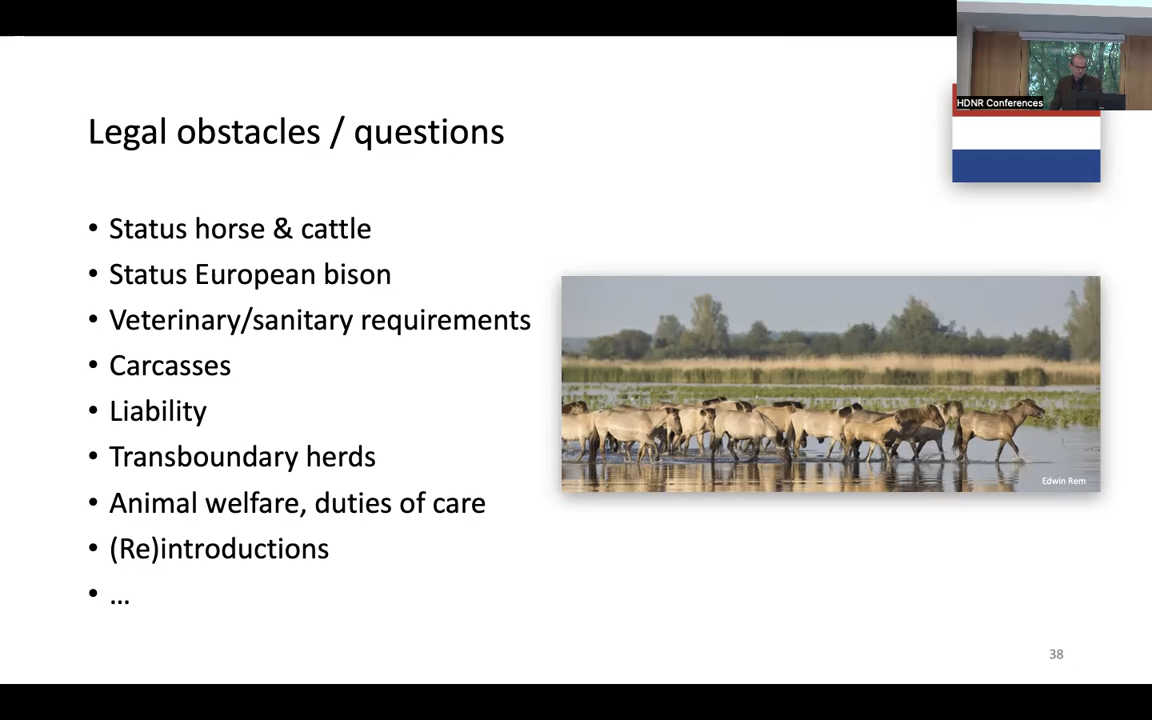 HDNR Conferences
Legal obstacles / questions
• Status horse & cattle
• Status European bison
• Veterinary/sanitary requirements
• Carcasses
• Liability
• Transboundary herds
• Animal welfare, duties of care
• (Re)introductions
• ...
Edwin Rem
38